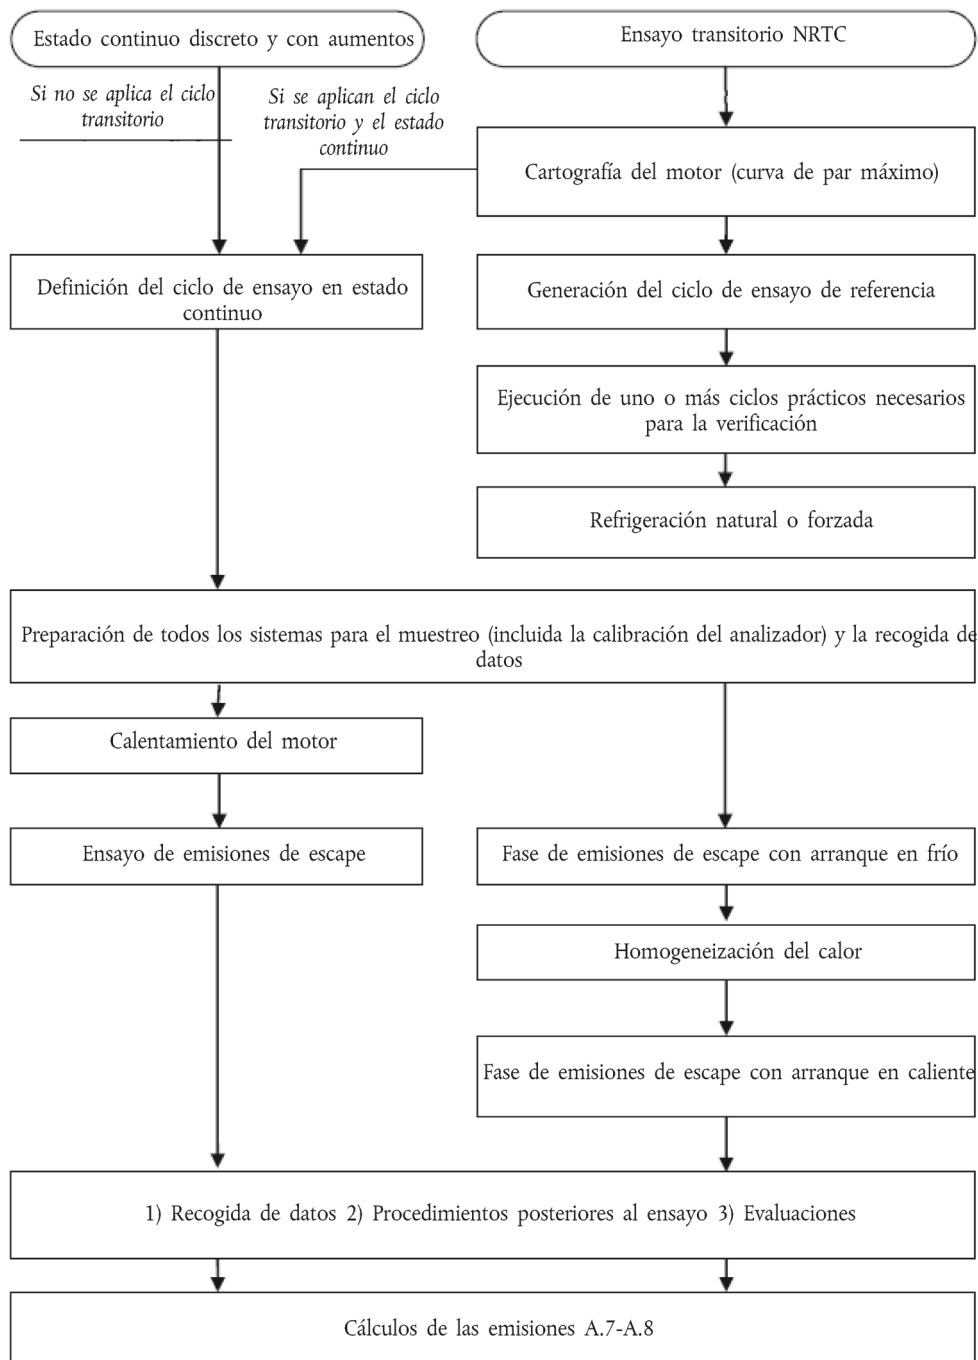 Estado continuo discreto y con aumentos
Ensayo transitorio NRTC
Si no se aplica el ciclo
transitorio
Si se aplican el ciclo
transitorio y el estado
continuo
Cartografía del motor (curva de par máximo)
Definición del ciclo de ensayo en estado
continuo
Generación del ciclo de ensayo de referencia
Ejecución de uno o más ciclos prácticos necesarios
para la verificación
Refrigeración natural o forzada
Preparación de todos los sistemas para el muestreo (incluida la calibración del analizador) y la recogida de
datos
Calentamiento del motor
Ensayo de emisiones de escape
Fase de emisiones de escape con arranque en frío
Homogeneización del calor
Fase de emisiones de escape con arranque en caliente
1) Recogida de datos 2) Procedimientos posteriores al ensayo 3) Evaluaciones
Cálculos de las emisiones A.7-A.8